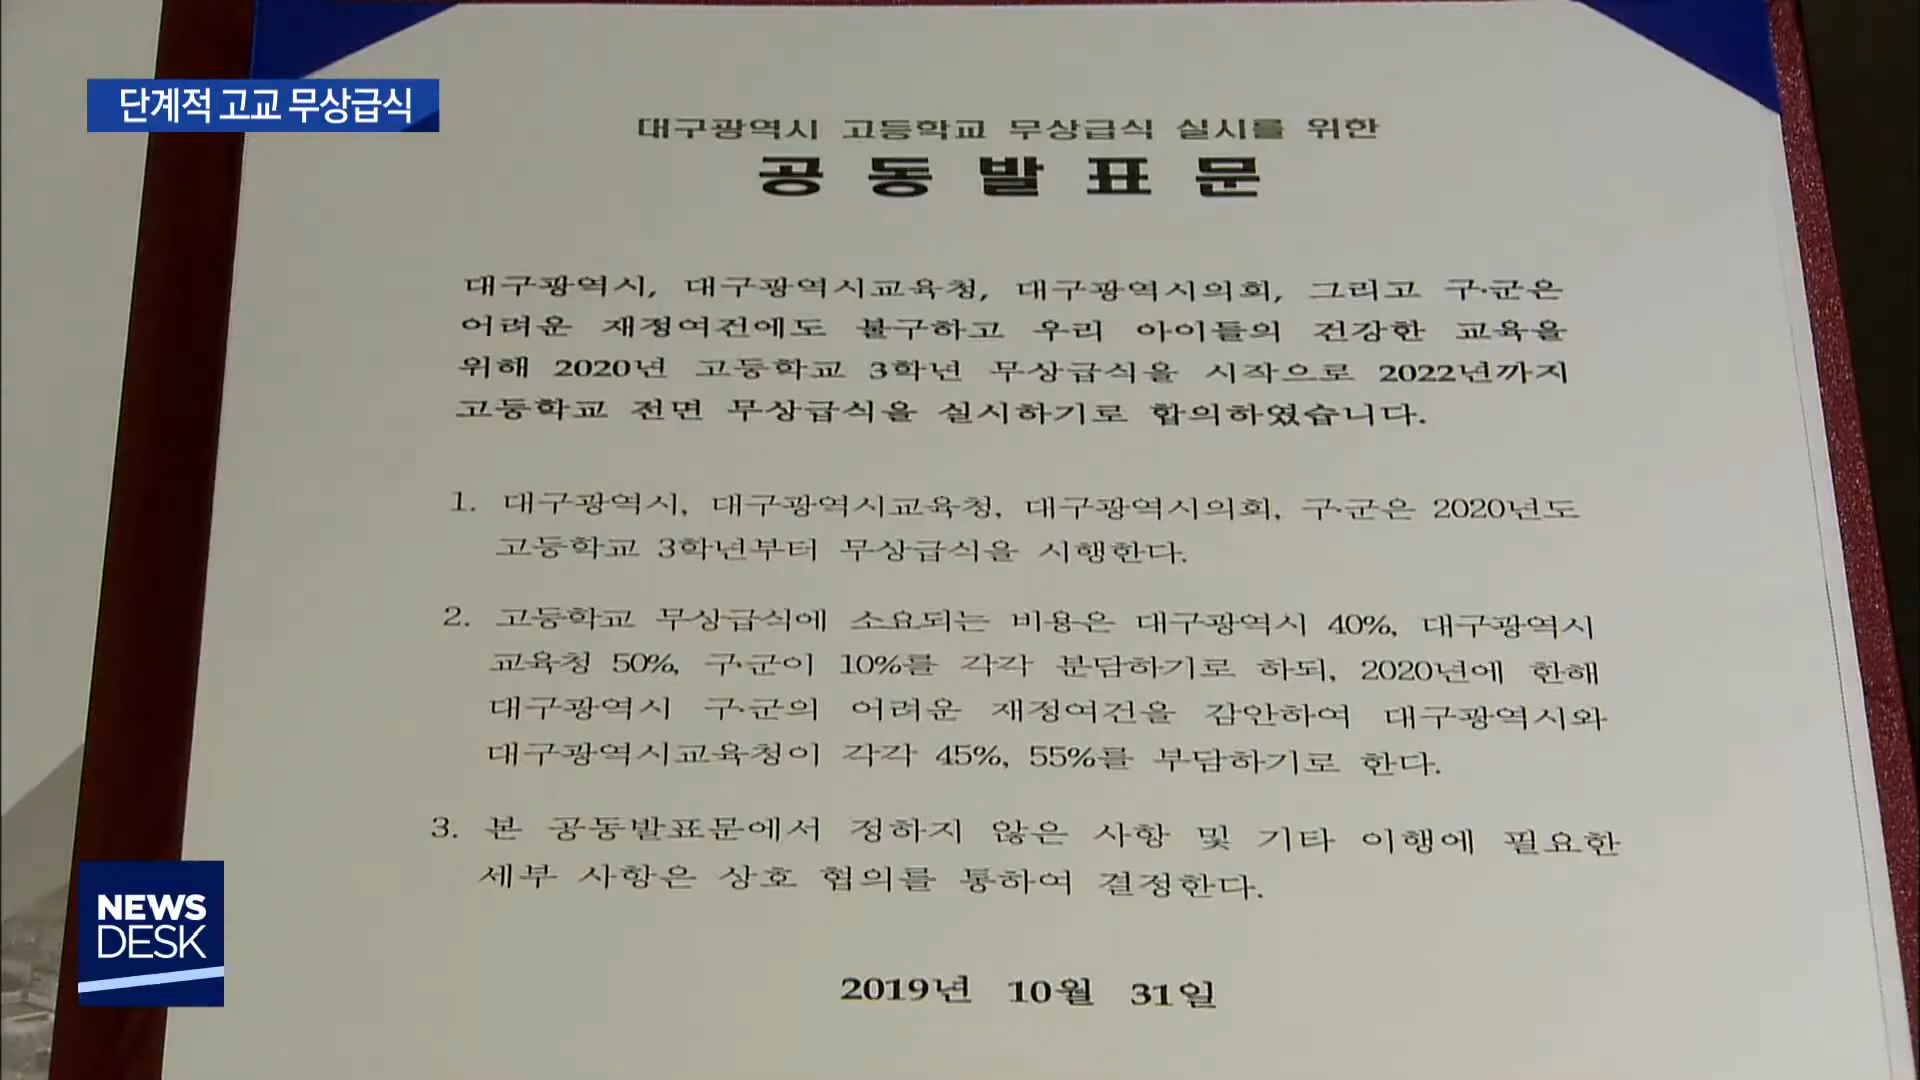 단계적 고교 무상급식
대구광역시 고등학교 무상급식 실시를 위한
공동발표문
대구광역시, 대구광역시교육청, 대구광역시의회, 그리고 구·군은
어려운 재정여건에도 불구하고 우리 아이들의 건강한 교육을
위해 2020년 고등학교 3학년 무상급식을 시작으로 2022년까지
고등학교 전면 무상급식을 실시하기로 합의하였습니다.
1. 대구광역시, 대구광역시교육청, 대구광역시의회, 구·군은 2020년도
고등학교 3학년부터 무상급식을 시행한다.
2. 고등학교 무상급식에 소요되는 비용은 대구광역시 40%, 대구광역시
교육청 50%, 구·군이 10%를 각각 분담하기로 하되, 2020년에 한해
대구광역시 구·군의 어려운 재정여건을 감안하여 대구광역시와
대구광역시교육청이 각각 45%, 55%를 부담하기로 한다.
3. 본 공동발표문에서 정하지 않은 사항 및 기타 이행에 필요한
세부 사항은 상호 협의를 통하여 결정한다.
2019년 10월 31일
NEWS
DESK